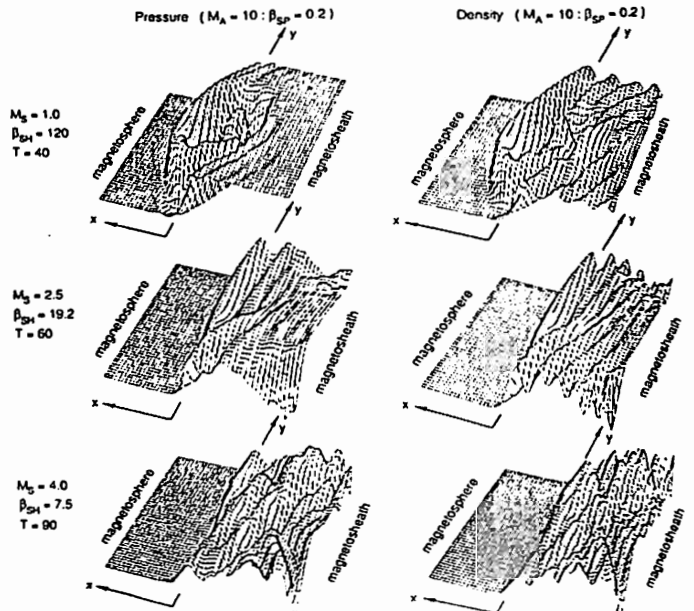 Pressure ( M_A = 10 : β_SP = 0.2 )
Density ( M_A = 10 : β_SP = 0.2 )
M_S = 1.0
β_SH = 120
T = 40
magnetosphere
magnetosheath
x
y
magnetosphere
magnetosheath
x
y
M_S = 2.5
β_SH = 19.2
T = 60
magnetosphere
magnetosheath
x
y
magnetosphere
magnetosheath
x
y
M_S = 4.0
β_SH = 7.5
T = 90
magnetosphere
magnetosheath
x
y
magnetosphere
magnetosheath
x
y